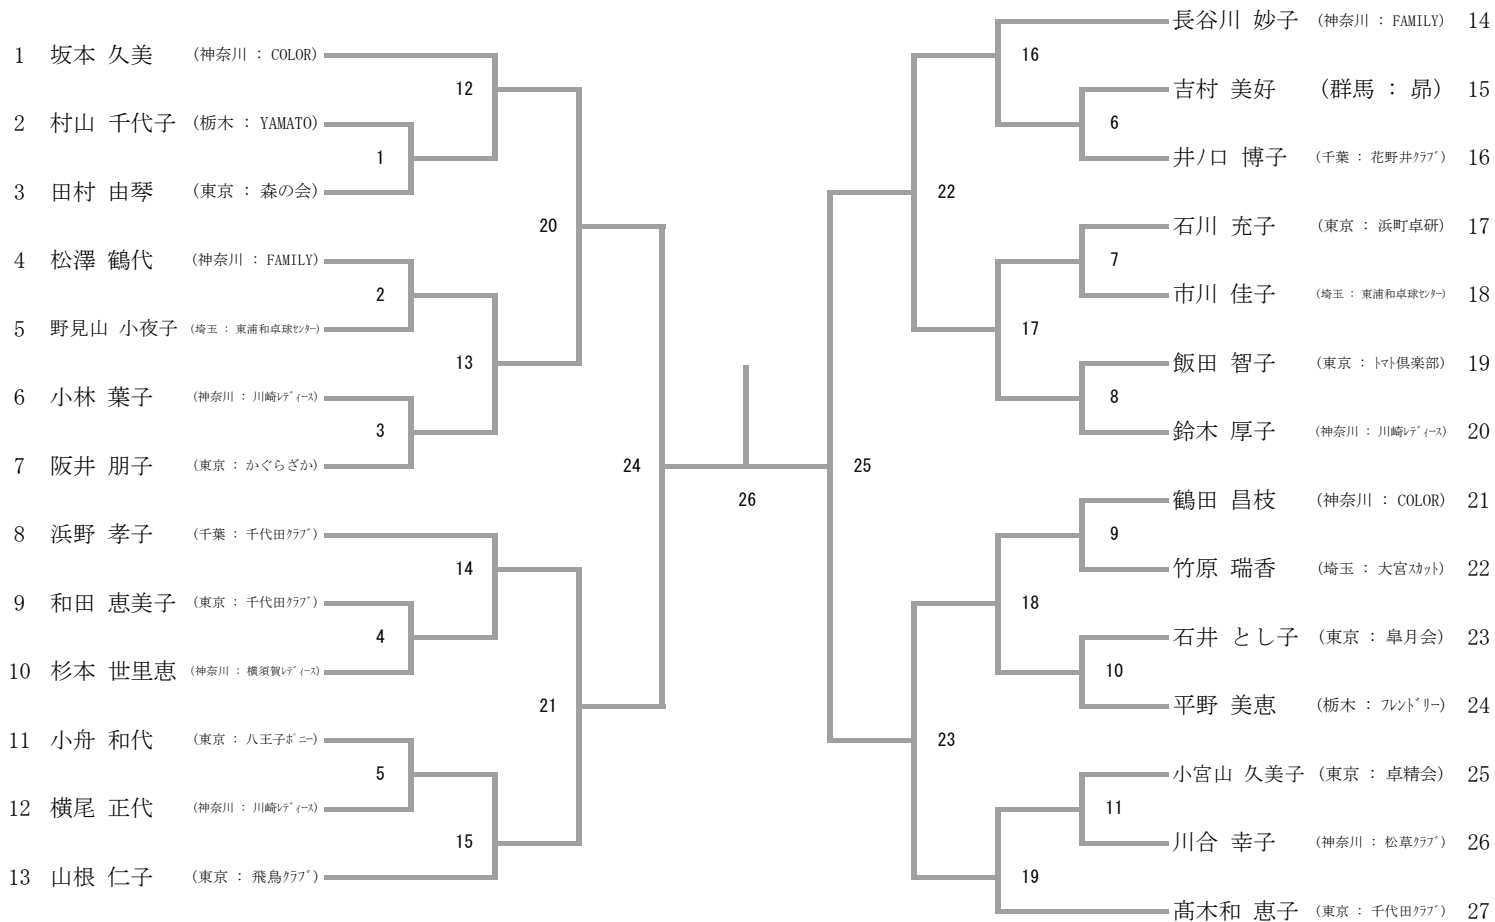 1 坂本 久美 (神奈川 : COLOR)
2 村山 千代子 (栃木 : YAMATO)
3 田村 由琴 (東京 : 森の会)
4 松澤 鶴代 (神奈川 : FAMILY)
5 野見山 小夜子 (埼玉 : 東浦和卓球ｾﾝﾀｰ)
6 小林 葉子 (神奈川 : 川崎ﾚﾃﾞｨｰｽ)
7 阪井 朋子 (東京 : かぐらざか)
8 浜野 孝子 (千葉 : 千代田ｸﾗﾌﾞ)
9 和田 恵美子 (東京 : 千代田ｸﾗﾌﾞ)
10 杉本 世里恵 (神奈川 : 横須賀ﾚﾃﾞｨｰｽ)
11 小舟 和代 (東京 : 八王子ﾎﾟﾆｰ)
12 横尾 正代 (神奈川 : 川崎ﾚﾃﾞｨｰｽ)
13 山根 仁子 (東京 : 飛鳥ｸﾗﾌﾞ)
1
2
3
4
5
12
13
14
15
20
21
24
26
25
22
23
16
17
18
19
6
7
8
9
10
11
長谷川 妙子 (神奈川 : FAMILY) 14
吉村 美好 (群馬 : 昴) 15
井ノ口 博子 (千葉 : 花野井ｸﾗﾌﾞ) 16
石川 充子 (東京 : 浜町卓研) 17
市川 佳子 (埼玉 : 東浦和卓球ｾﾝﾀｰ) 18
飯田 智子 (東京 : ﾄﾏﾄ倶楽部) 19
鈴木 厚子 (神奈川 : 川崎ﾚﾃﾞｨｰｽ) 20
鶴田 昌枝 (神奈川 : COLOR) 21
竹原 瑞香 (埼玉 : 大宮ｽｶｯﾄ) 22
石井 とし子 (東京 : 皐月会) 23
平野 美恵 (栃木 : ﾌﾚﾝﾄﾞﾘｰ) 24
小宮山 久美子 (東京 : 卓精会) 25
川合 幸子 (神奈川 : 松草ｸﾗﾌﾞ) 26
髙木和 恵子 (東京 : 千代田ｸﾗﾌﾞ) 27